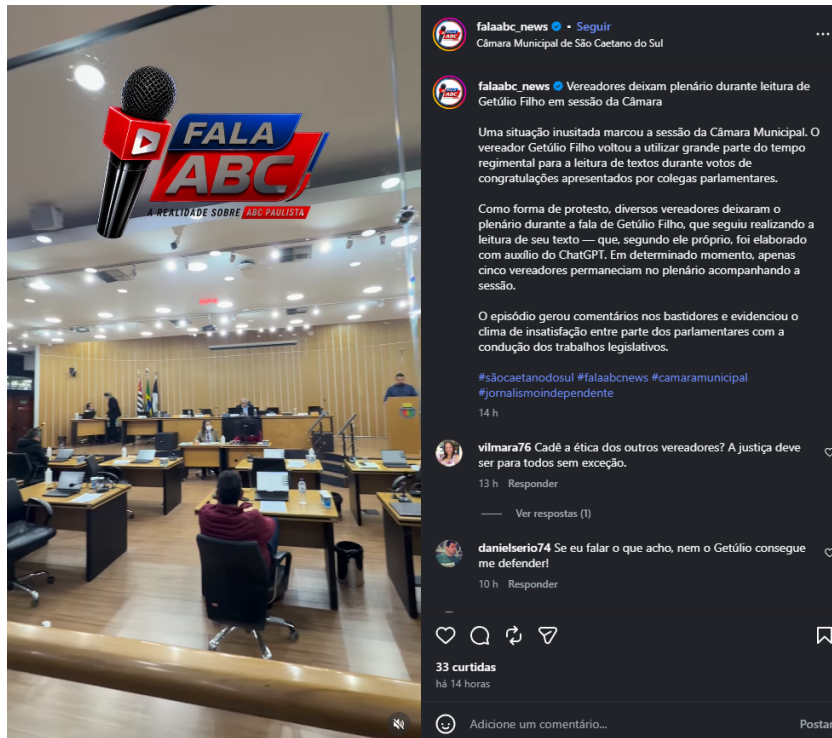 FALA
ABC
A REALIDADE SOBRE ABC PAULISTA
falaabc_news • Seguir
Câmara Municipal de São Caetano do Sul
falaabc_news Vereadores deixam plenário durante leitura de
Getúlio Filho em sessão da Câmara
Uma situação inusitada marcou a sessão da Câmara Municipal. O
vereador Getúlio Filho voltou a utilizar grande parte do tempo
regimental para a leitura de textos durante votos de
congratulações apresentados por colegas parlamentares.
Como forma de protesto, diversos vereadores deixaram o
plenário durante a fala de Getúlio Filho, que seguiu realizando a
leitura de seu texto — que, segundo ele próprio, foi elaborado
com auxílio do ChatGPT. Em determinado momento, apenas
cinco vereadores permaneciam no plenário acompanhando a
sessão.
O episódio gerou comentários nos bastidores e evidenciou o
clima de insatisfação entre parte dos parlamentares com a
condução dos trabalhos legislativos.
#sãocaetanodosul #falaabcnews #camaramunicipal
#jornalismoindependente
14 h
vilmara76 Cadê a ética dos outros vereadores? A justiça deve
ser para todos sem exceção.
13 h Responder
Ver respostas (1)
danielserio74 Se eu falar o que acho, nem o Getúlio consegue
me defender!
10 h Responder
33 curtidas
há 14 horas
Adicione um comentário...
Postar